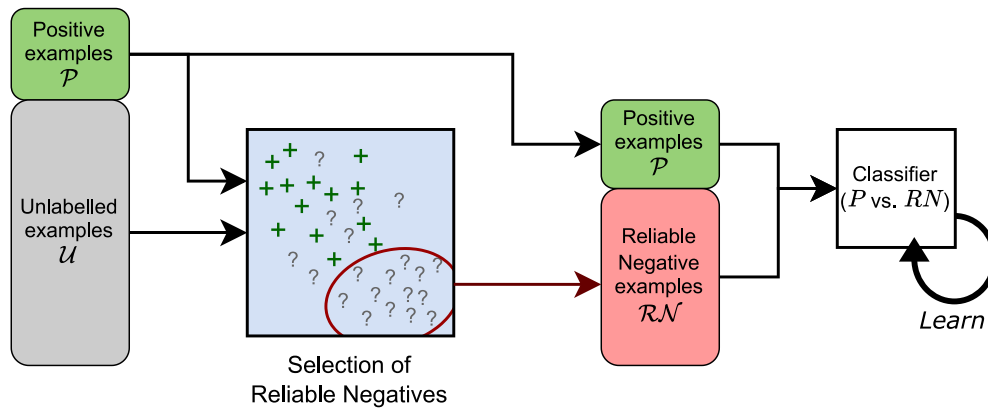 Positive
examples
𝒫
Unlabelled
examples
𝒰
+ + + + + + + + + + + + + + +
? ? ? ? ? ? ? ? ? ? ? ? ? ? ? ? ? ? ? ? ?
Selection of
Reliable Negatives
Positive
examples
𝒫
Reliable
Negative
examples
ℛ𝒩
Classifier
(P vs. RN)
Learn